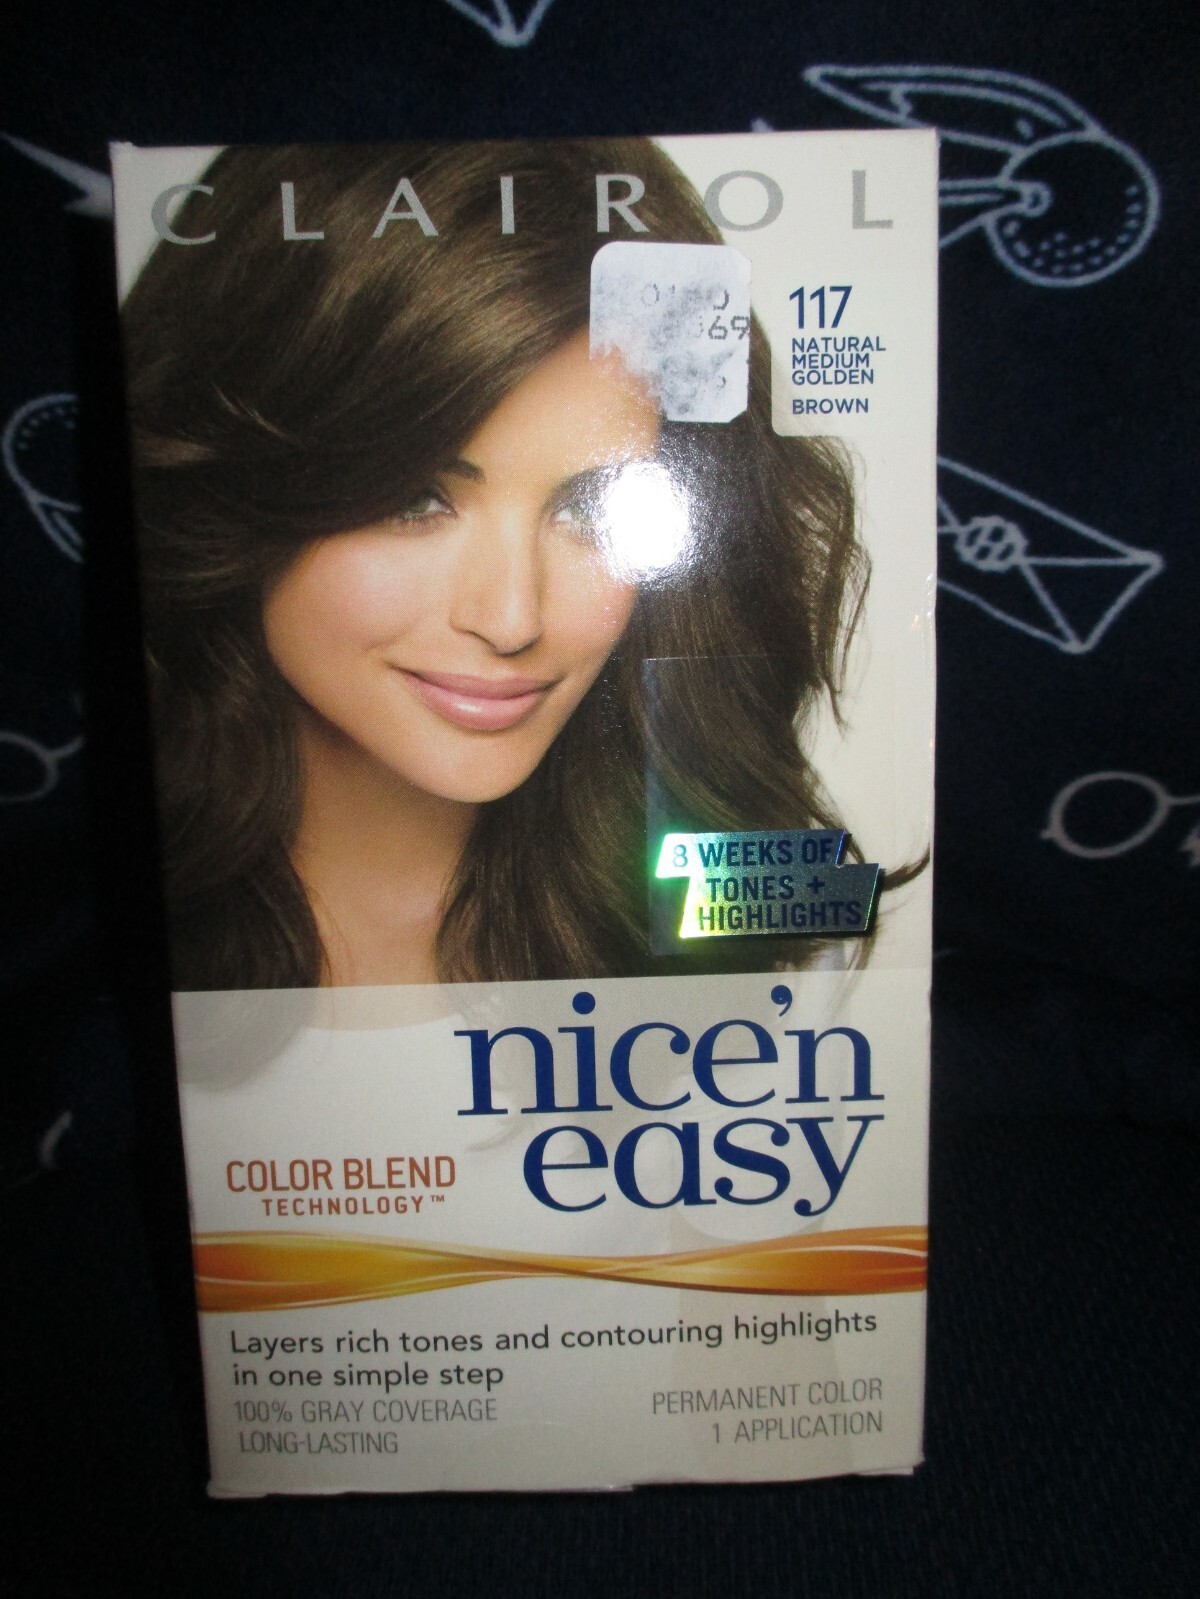 CLAIROL
117
NATURAL
MEDIUM
GOLDEN
BROWN
8 WEEKS OF
TONES +
HIGHLIGHTS
nice'n
easy
COLOR BLEND
TECHNOLOGY™
Layers rich tones and contouring highlights
in one simple step
100% GRAY COVERAGE
LONG-LASTING
PERMANENT COLOR
1 APPLICATION